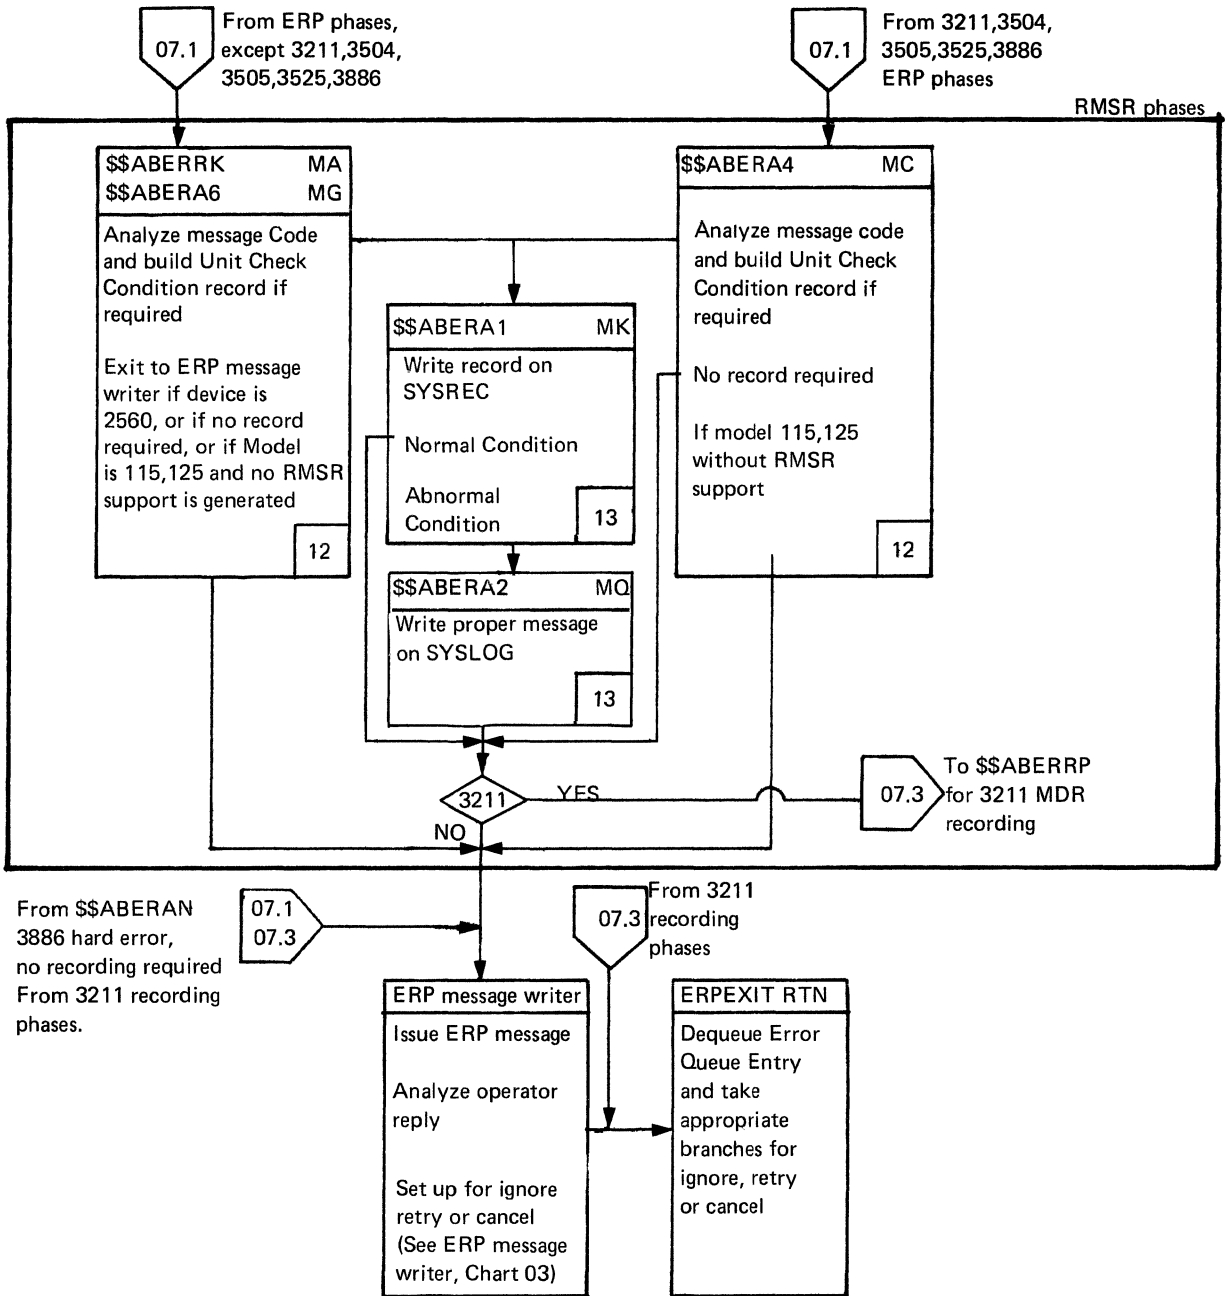 07.1
From ERP phases,
except 3211,3504,
3505,3525,3886
07.1
From 3211,3504,
3505,3525,3886
ERP phases
RMSR phases
$$ABERRK MA
$$ABERA6 MG
Analyze message Code
and build Unit Check
Condition record if
required
Exit to ERP message
writer if device is
2560, or if no record
required, or if Model
is 115,125 and no RMSR
support is generated
12
$$ABERA1 MK
Write record on
SYSREC
Normal Condition
Abnormal
Condition
13
$$ABERA4 MC
Analyze message code
and build Unit Check
Condition record if
required
No record required
If model 115,125
without RMSR
support
12
$$ABERA2 MQ
Write proper message
on SYSLOG
13
3211
YES
NO
07.3
To $$ABERRP
for 3211 MDR
recording
From $$ABERAN
3886 hard error,
no recording required
From 3211 recording
phases.
07.1
07.3
07.3
From 3211
recording
phases
ERP message writer
Issue ERP message
Analyze operator
reply
Set up for ignore
retry or cancel
(See ERP message
writer, Chart 03)
ERPEXIT RTN
Dequeue Error
Queue Entry
and take
appropriate
branches for
ignore, retry
or cancel